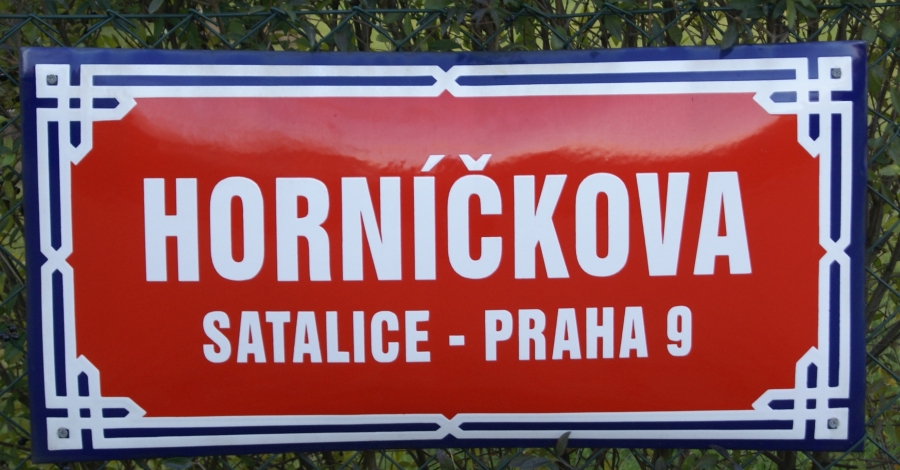 HORNÍČKOVA
SATALICE - PRAHA 9